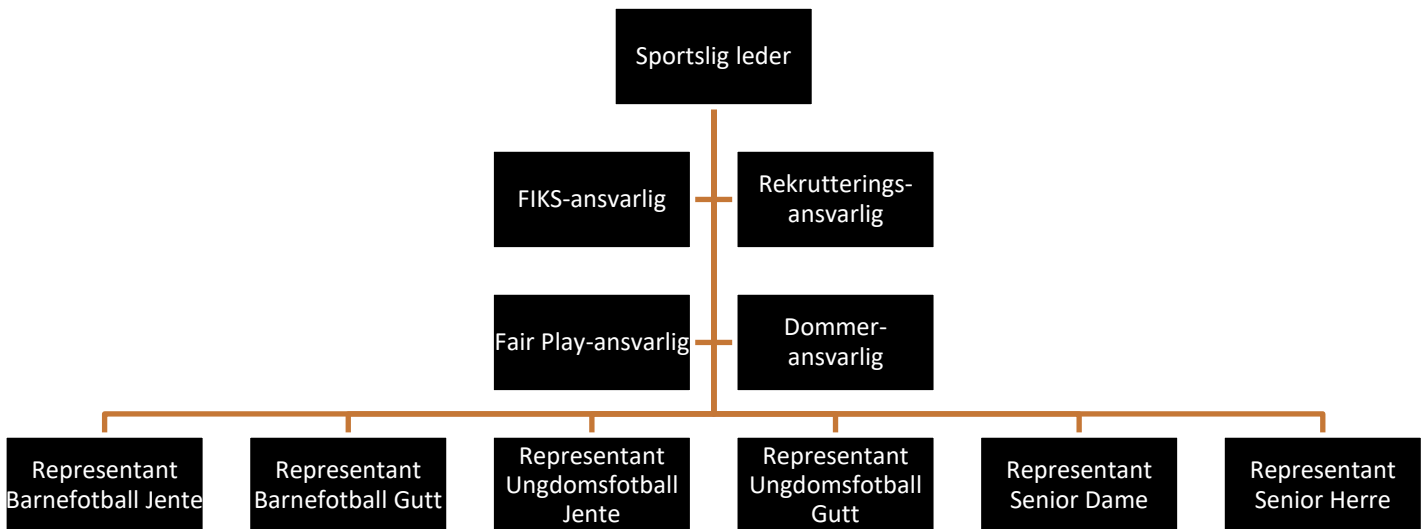 Sportslig leder
FIKS-ansvarlig
Rekrutterings-
ansvarlig
Fair Play-ansvarlig
Dommer-
ansvarlig
Representant
Barnefotball Jente
Representant
Barnefotball Gutt
Representant
Ungdomsfotball
Jente
Representant
Ungdomsfotball
Gutt
Representant
Senior Dame
Representant
Senior Herre